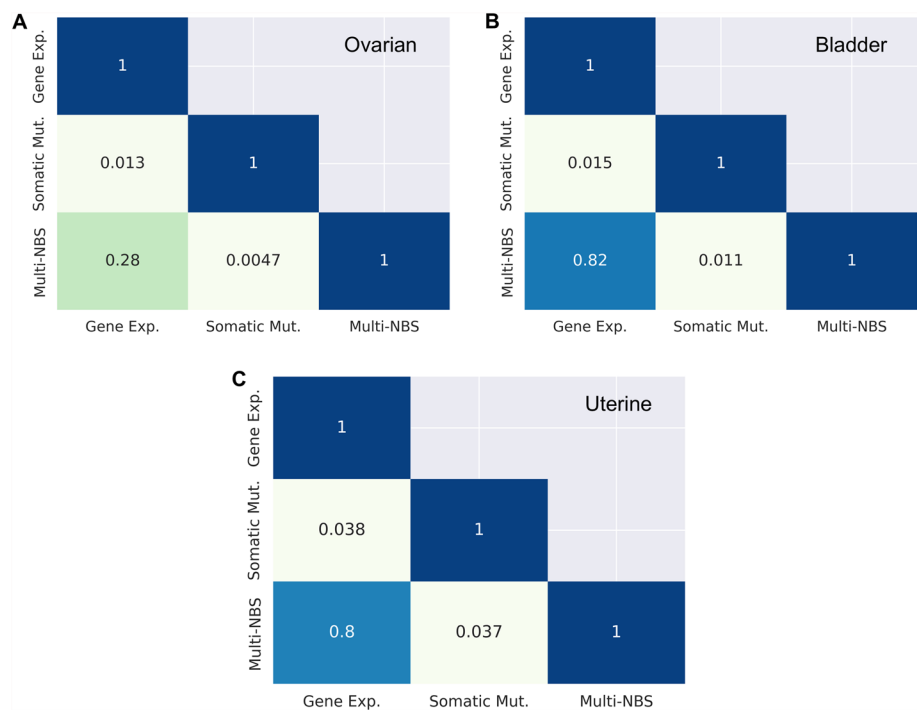 A
Ovarian
Gene Exp.
1
Somatic Mut.
0.013
1
Multi-NBS
0.28
0.0047
1
Gene Exp.
Somatic Mut.
Multi-NBS
B
Bladder
Gene Exp.
1
Somatic Mut.
0.015
1
Multi-NBS
0.82
0.011
1
Gene Exp.
Somatic Mut.
Multi-NBS
C
Uterine
Gene Exp.
1
Somatic Mut.
0.038
1
Multi-NBS
0.8
0.037
1
Gene Exp.
Somatic Mut.
Multi-NBS